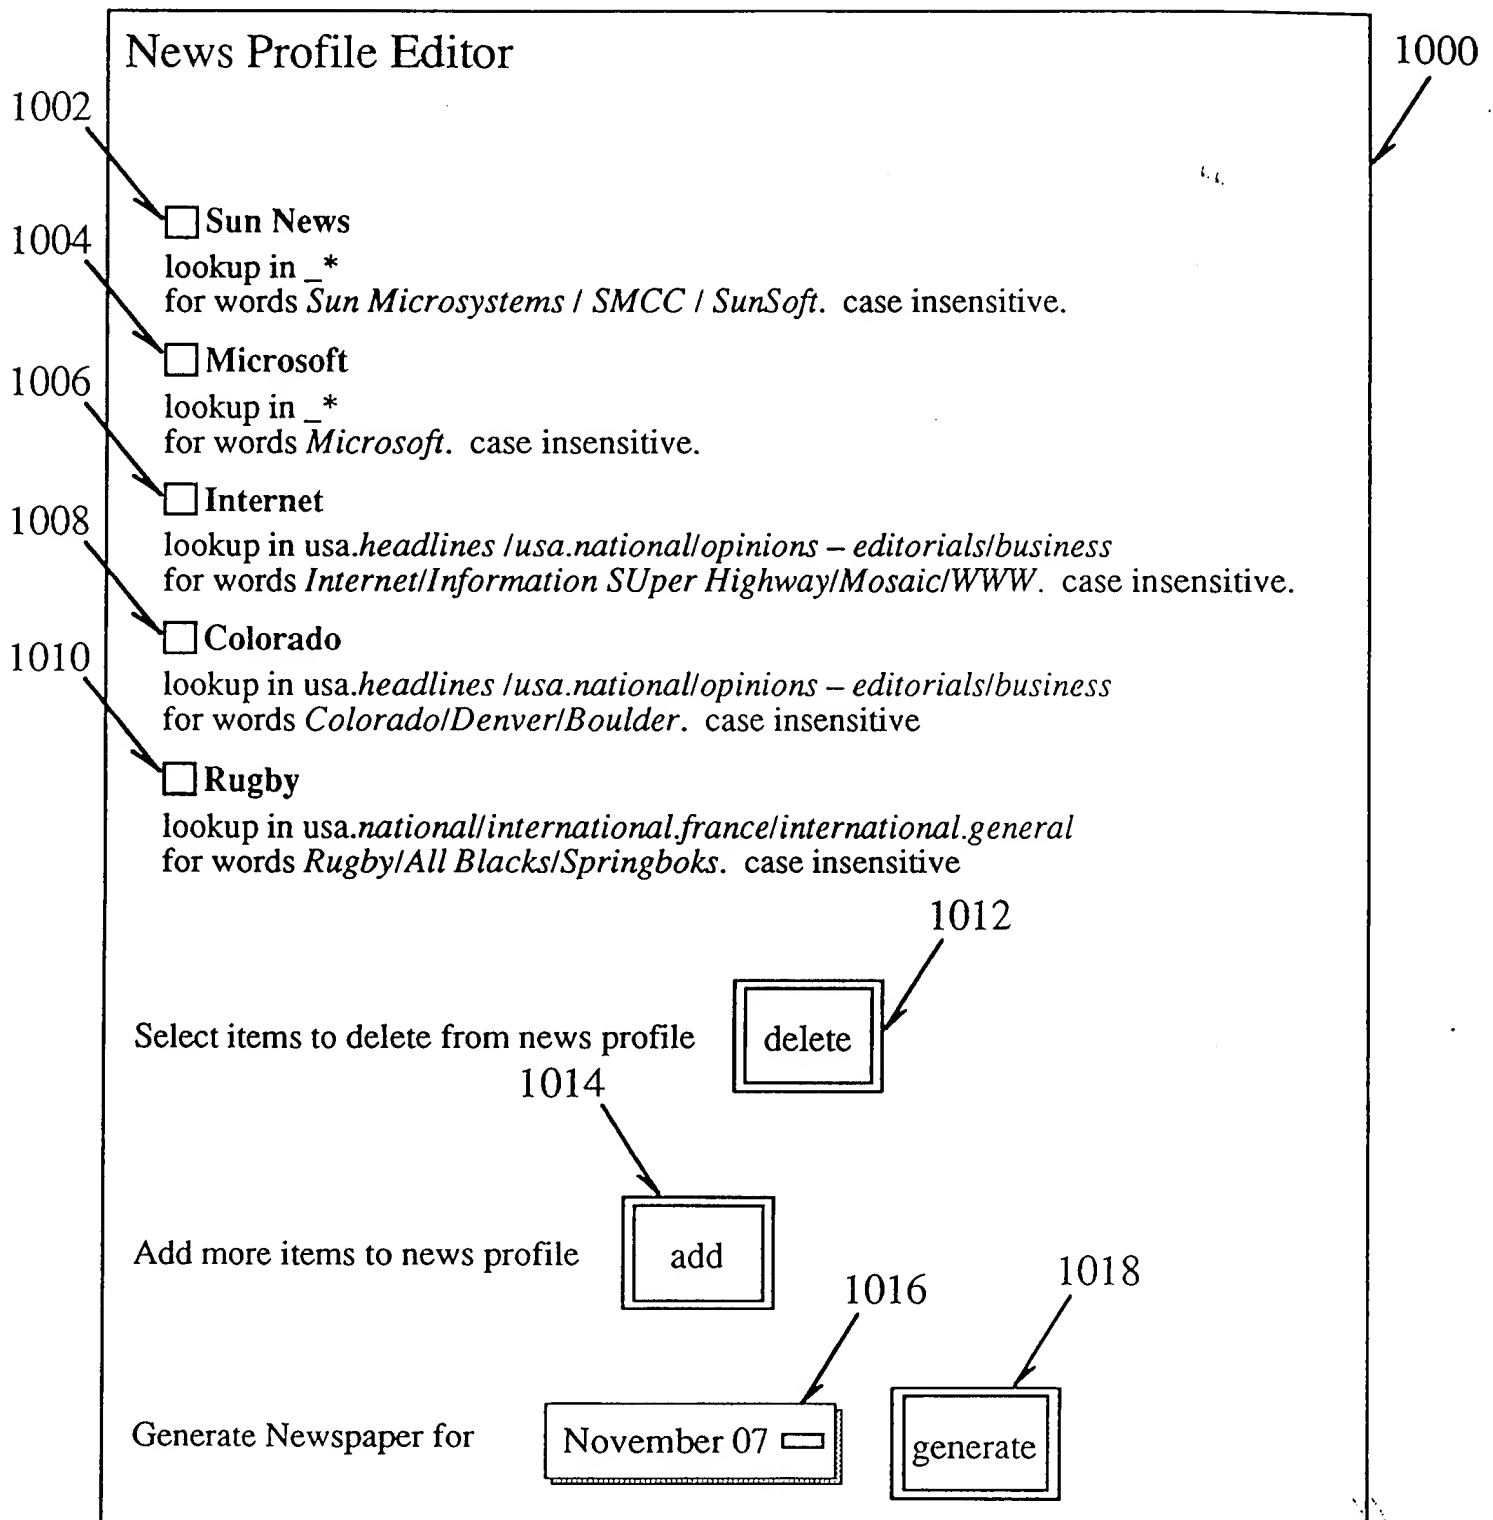 News Profile Editor
1000
1002
Sun News
1004
lookup in _*
for words Sun Microsystems / SMCC / SunSoft. case insensitive.
Microsoft
1006
lookup in _*
for words Microsoft. case insensitive.
Internet
1008
lookup in usa.headlines /usa.national/opinions – editorials/business
for words Internet/Information SUper Highway/Mosaic/WWW. case insensitive.
Colorado
1010
lookup in usa.headlines /usa.national/opinions – editorials/business
for words Colorado/Denver/Boulder. case insensitive
Rugby
lookup in usa.national/international.france/international.general
for words Rugby/All Blacks/Springboks. case insensitive
1012
Select items to delete from news profile delete
1014
Add more items to news profile add
1016
1018
Generate Newspaper for November 07 generate